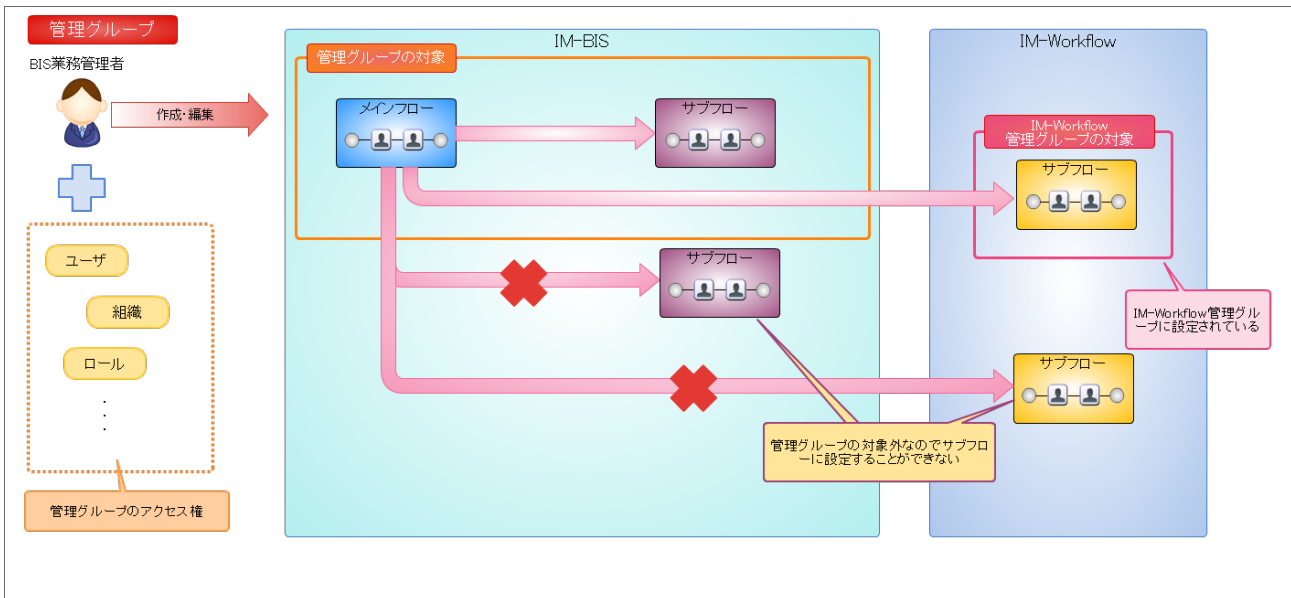 管理グループ
BIS業務管理者
作成・編集
ユーザ
組織
ロール
・
・
・
管理グループのアクセス権
IM-BIS
管理グループの対象
メインフロー
サブフロー
サブフロー
IM-Workflow
IM-Workflow
管理グループの対象
サブフロー
IM-Workflow管理グル
ープに設定されている
サブフロー
管理グループの対象外なのでサブフロ
ーに設定することができない